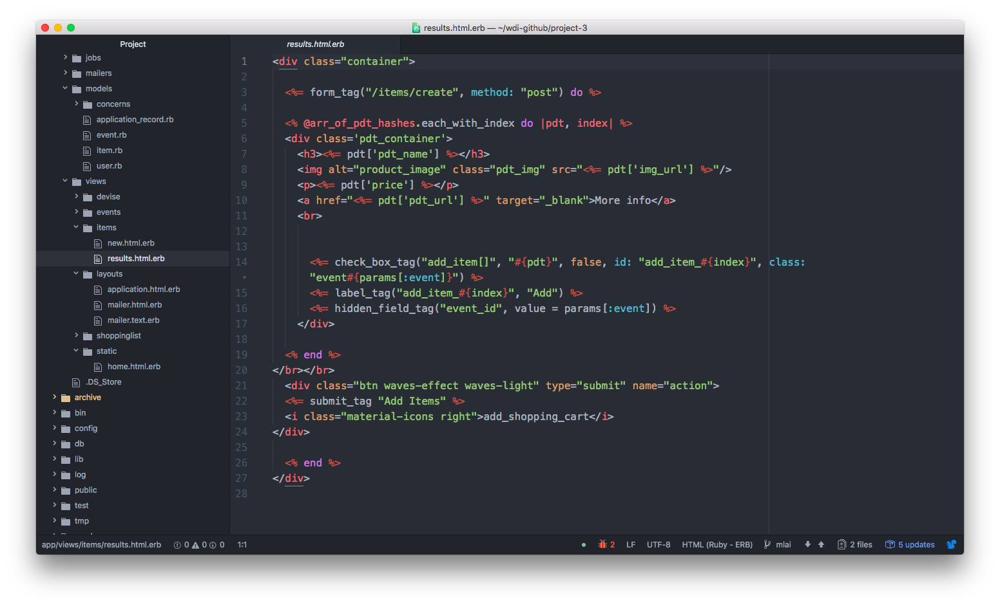 results.html.erb — ~/wdi-github/project-3
Project
jobs
mailers
models
concerns
application_record.rb
event.rb
item.rb
user.rb
views
devise
events
items
new.html.erb
results.html.erb
layouts
application.html.erb
mailer.html.erb
mailer.text.erb
shoppinglist
static
home.html.erb
.DS_Store
archive
bin
config
db
lib
log
public
test
tmp
results.html.erb
1 <div class="container">
2
3 <%= form_tag("/items/create", method: "post") do %>
4
5 <% @arr_of_pdt_hashes.each_with_index do |pdt, index| %>
6 <div class='pdt_container'>
7 <h3><%= pdt['pdt_name'] %></h3>
8 <img alt="product_image" class="pdt_img" src="<%= pdt['img_url'] %>"/>
9 <p><%= pdt['price'] %></p>
10 <a href="<%= pdt['pdt_url'] %>" target="_blank">More info</a>
11 <br>
12
13
14 <%= check_box_tag("add_item[]", "#{pdt}", false, id: "add_item_#{index}", class:
• "event#{params[:event]}") %>
15 <%= label_tag("add_item_#{index}", "Add") %>
16 <%= hidden_field_tag("event_id", value = params[:event]) %>
17 </div>
18
19 <% end %>
20 </br></br>
21 <div class="btn waves-effect waves-light" type="submit" name="action">
22 <%= submit_tag "Add Items" %>
23 <i class="material-icons right">add_shopping_cart</i>
24 </div>
25
26 <% end %>
27 </div>
28
app/views/items/results.html.erb 0 0 0 1:1 2 LF UTF-8 HTML (Ruby - ERB) mlai 2 files 5 updates